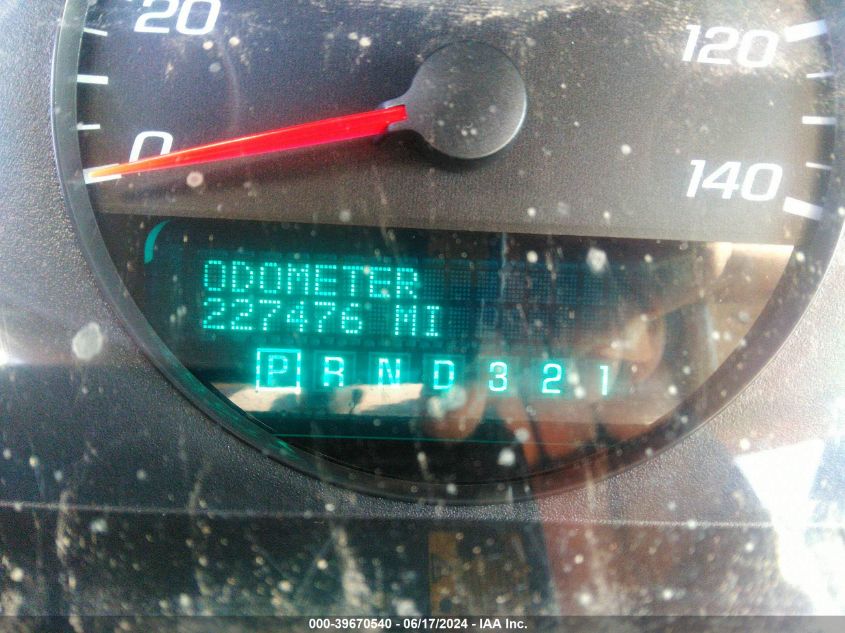 20
120
0
140
ODOMETER
227476 MI
P R N D 3 2 1
000-39670540 - 06/17/2024 - IAA Inc.